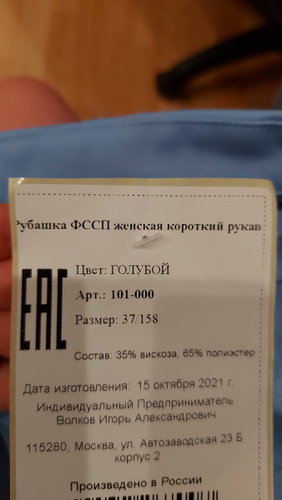 Рубашка ФССП женская короткий рукав
EAC
Цвет: ГОЛУБОЙ
Арт.: 101-000
Размер: 37/158
Состав: 35% вискоза, 65% полиэстер
Дата изготовления: 15 октября 2021 г.
Индивидуальный Предприниматель
Волков Игорь Александрович
115280, Москва, ул. Автозаводская 23 Б
корпус 2
Произведено в России